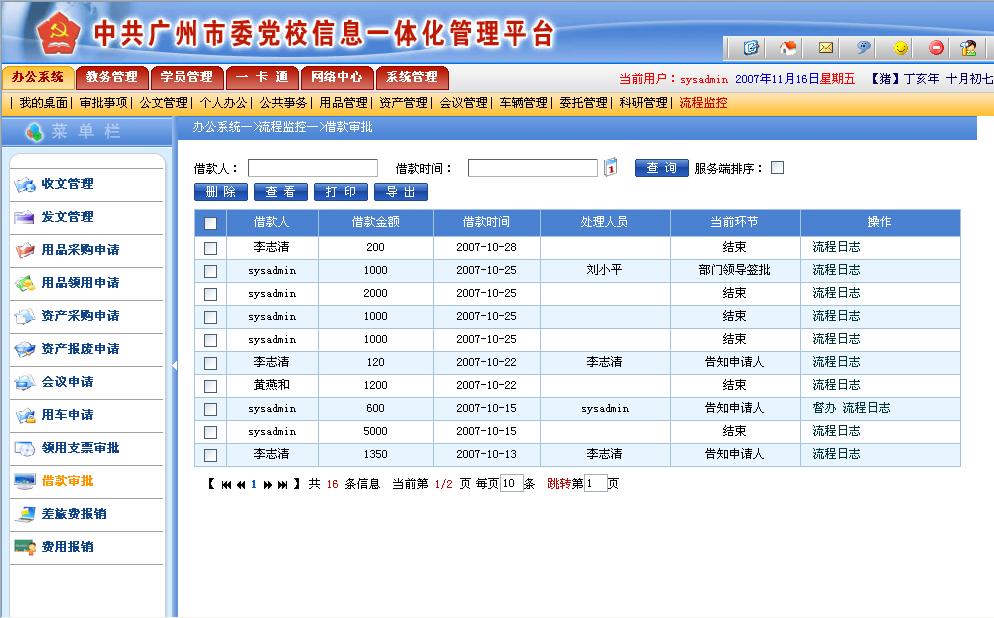 中共广州市委党校信息一体化管理平台
办公系统 教务管理 学员管理 一 卡 通 网络中心 系统管理
当前用户：sysadmin 2007年11月16日星期五 【猪】丁亥年 十月初七
| 我的桌面| 审批事项| 公文管理| 个人办公| 公共事务| 用品管理| 资产管理| 会议管理| 车辆管理| 委托管理| 科研管理| 流程监控
菜 单 栏
办公系统—>流程监控—>借款审批
收文管理
发文管理
用品采购申请
用品领用申请
资产采购申请
资产报废申请
会议申请
用车申请
领用支票审批
借款审批
差旅费报销
费用报销
借款人： 借款时间： 1 查 询 服务端排序：
删 除 查 看 打 印 导 出
借款人 借款金额 借款时间 处理人员 当前环节 操作
李志清 200 2007-10-28 结束 流程日志
sysadmin 1000 2007-10-25 刘小平 部门领导签批 流程日志
sysadmin 2000 2007-10-25 结束 流程日志
sysadmin 1000 2007-10-25 结束 流程日志
sysadmin 1000 2007-10-25 结束 流程日志
李志清 120 2007-10-22 李志清 告知申请人 流程日志
黄燕和 1200 2007-10-22 结束 流程日志
sysadmin 600 2007-10-15 sysadmin 告知申请人 督办 流程日志
sysadmin 5000 2007-10-15 结束 流程日志
李志清 1350 2007-10-13 李志清 告知申请人 流程日志
【 1 】 共 16 条信息 当前第 1/2 页 每页10 条 跳转第1 页